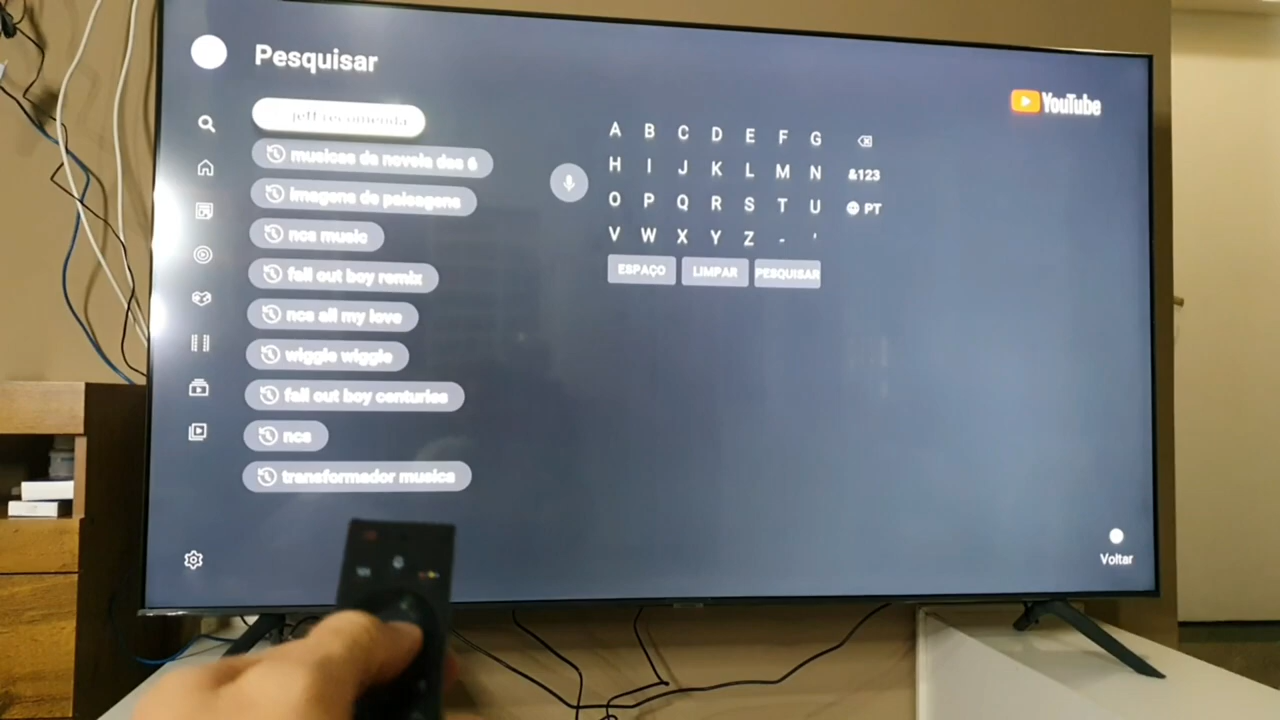 Pesquisar
YouTube
jeff recomenda
musicas da novela das 6
imagens de paisagens
ncs music
fall out boy remix
ncs all my love
wiggle wiggle
fall out boy centuries
ncs
transformador musica
A B C D E F G
H I J K L M N &123
O P Q R S T U PT
V W X Y Z - '
ESPAÇO LIMPAR PESQUISAR
Voltar